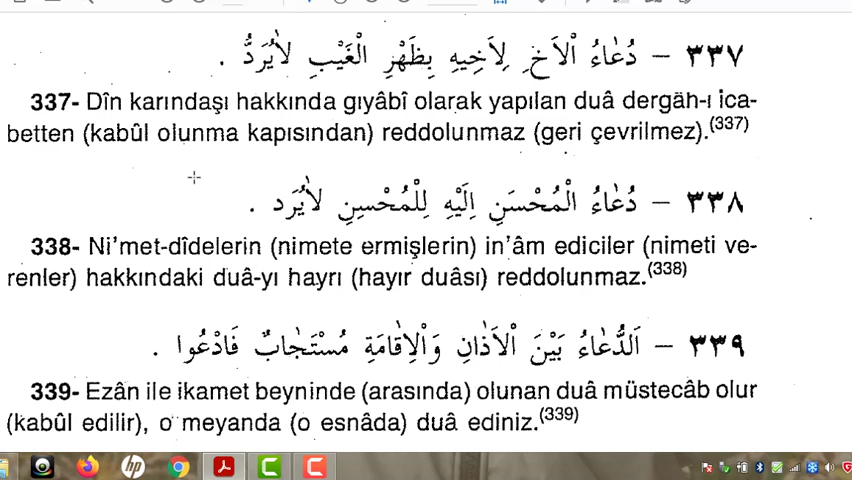 ٣٣٧ – دُعَاءُ الْاَخِ لِاَخِيهِ بِظَهْرِ الْغَيْبِ لَايُرَدُّ .
337- Dîn karındaşı hakkında gıyâbî olarak yapılan duâ dergâh-ı ica-
betten (kabûl olunma kapısından) reddolunmaz (geri çevrilmez).(337)
٣٣٨ – دُعَاءُ الْمُحْسَنِ اِلَيْهِ لِلْمُحْسِنِ لَايُرَد .
338- Ni'met-dîdelerin (nimete ermişlerin) in'âm ediciler (nimeti ve-
renler) hakkındaki duâ-yı hayrı (hayır duâsı) reddolunmaz.(338)
٣٣٩ – اَلدُّعَاءُ بَيْنَ الْاَذَانِ وَالْاِقَامَةِ مُسْتَجَابٌ فَادْعُوا .
339- Ezân ile ikamet beyninde (arasında) olunan duâ müstecâb olur
(kabûl edilir), o meyanda (o esnâda) duâ ediniz.(339)
hp